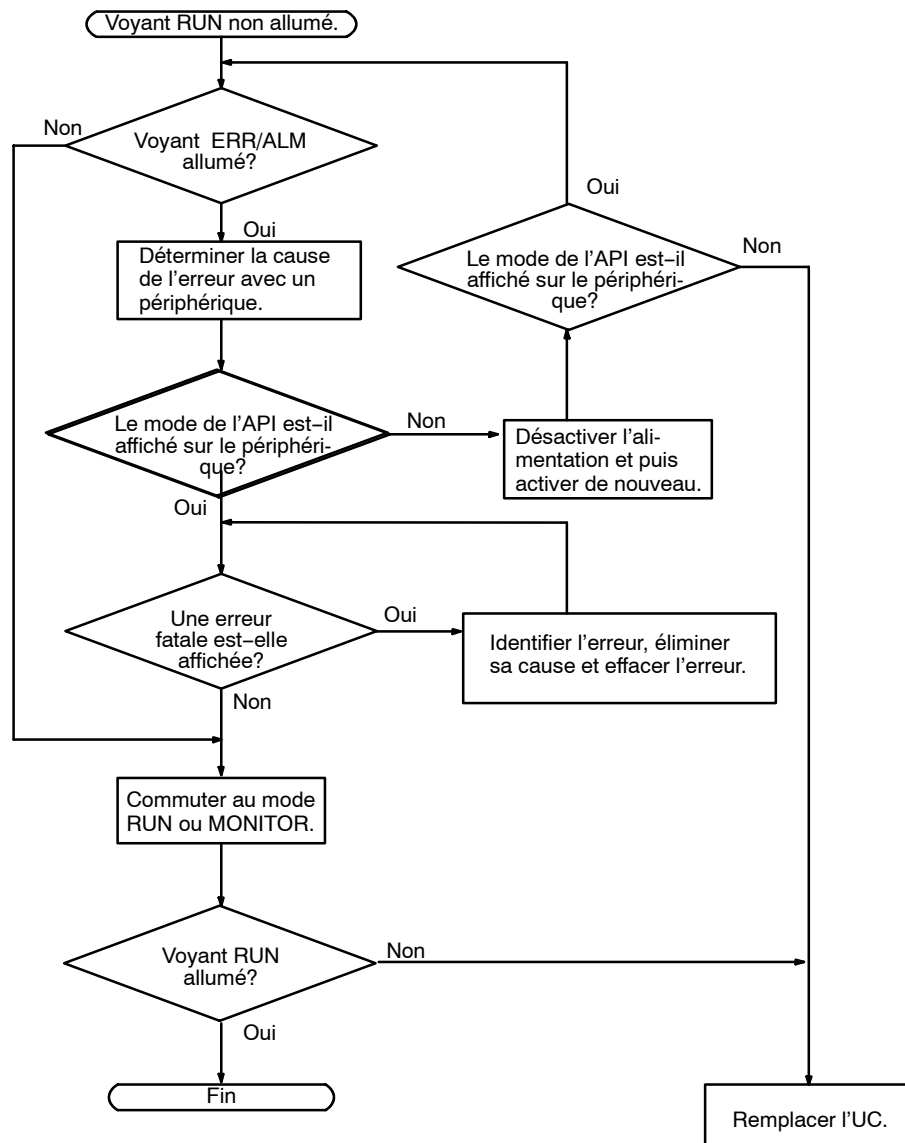 Voyant RUN non allumé.
Non
Voyant ERR/ALM
allumé?
Oui
Oui
Déterminer la cause
de l'erreur avec un
périphérique.
Le mode de l'API est-il
affiché sur le périphéri-
que?
Non
Le mode de l'API est-il
affiché sur le périphéri-
que?
Non
Désactiver l'ali-
mentation et puis
activer de nouveau.
Oui
Une erreur
fatale est-elle
affichée?
Oui
Identifier l'erreur, éliminer
sa cause et effacer l'erreur.
Non
Commuter au mode
RUN ou MONITOR.
Voyant RUN
allumé?
Non
Oui
Fin
Remplacer l'UC.